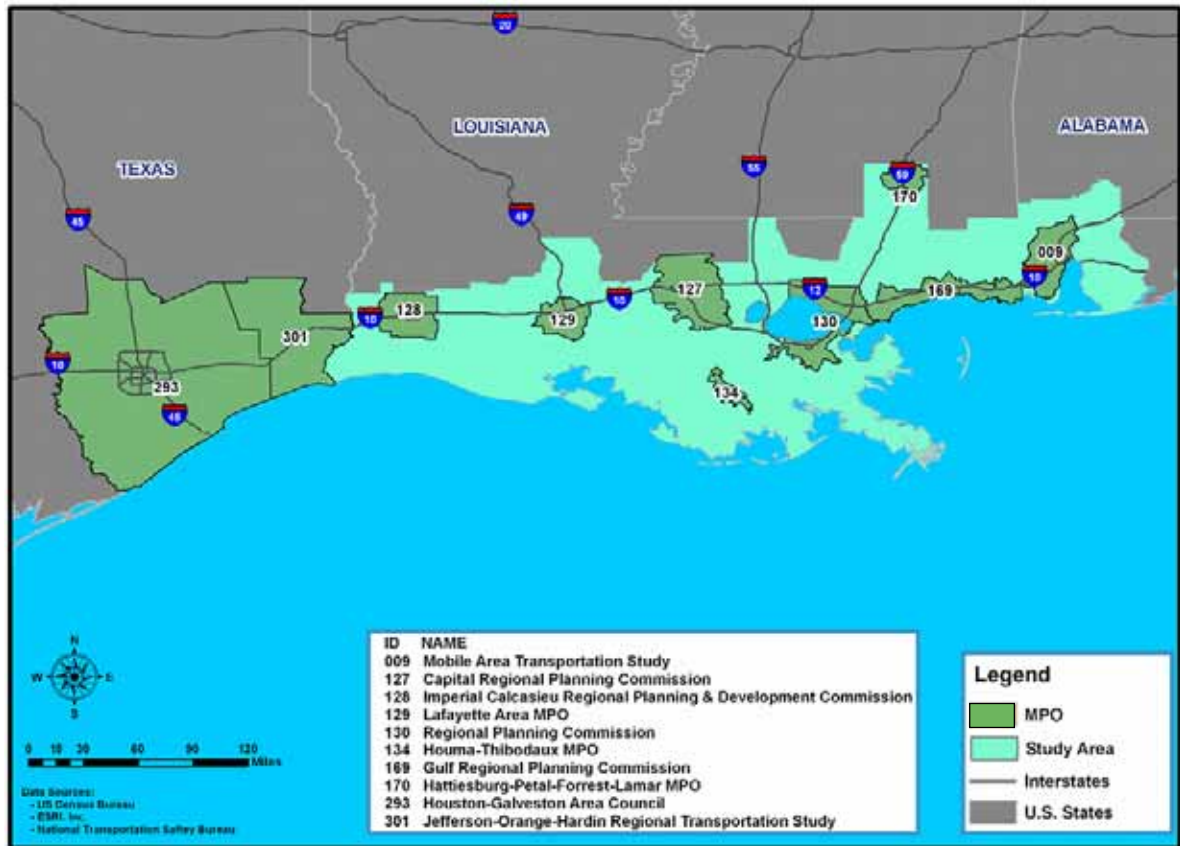 20
LOUISIANA
ALABAMA
TEXAS
55
59
170
45
49
009
10
127
12
169
10
128
10
10
129
130
301
10
293
134
45
N
W E
S
0 15 30 60 90 120
Miles
Data Sources:
- US Census Bureau
- ESRI, Inc.
- National Transportation Saftey Bureau
ID NAME
009 Mobile Area Transportation Study
127 Capital Regional Planning Commission
128 Imperial Calcasieu Regional Planning & Development Commission
129 Lafayette Area MPO
130 Regional Planning Commission
134 Houma-Thibodaux MPO
169 Gulf Regional Planning Commission
170 Hattiesburg-Petal-Forrest-Lamar MPO
293 Houston-Galveston Area Council
301 Jefferson-Orange-Hardin Regional Transportation Study
Legend
MPO
Study Area
Interstates
U.S. States